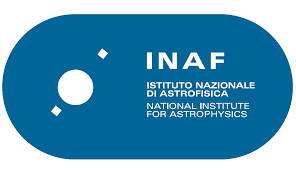 INAF
ISTITUTO NAZIONALE
DI ASTROFISICA
NATIONAL INSTITUTE
FOR ASTROPHYSICS